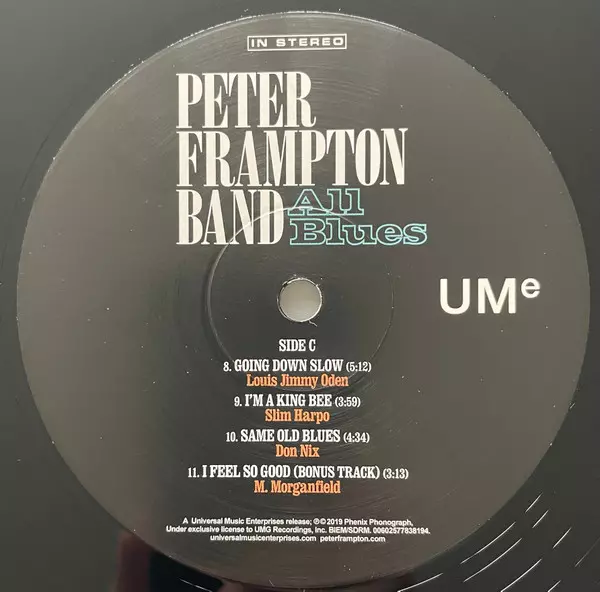 IN STEREO
PETER
FRAMPTON
BAND All
Blues
UMe
SIDE C
8. GOING DOWN SLOW (5:12)
Louis Jimmy Oden
9. I'M A KING BEE (3:59)
Slim Harpo
10. SAME OLD BLUES (4:34)
Don Nix
11. I FEEL SO GOOD (BONUS TRACK) (3:13)
M. Morganfield
A Universal Music Enterprises release; ℗© 2019 Phenix Phonograph,
Under exclusive license to UMG Recordings, Inc. BIEM/SDRM. 00602577838194.
universalmusicenterprises.com peterframpton.com